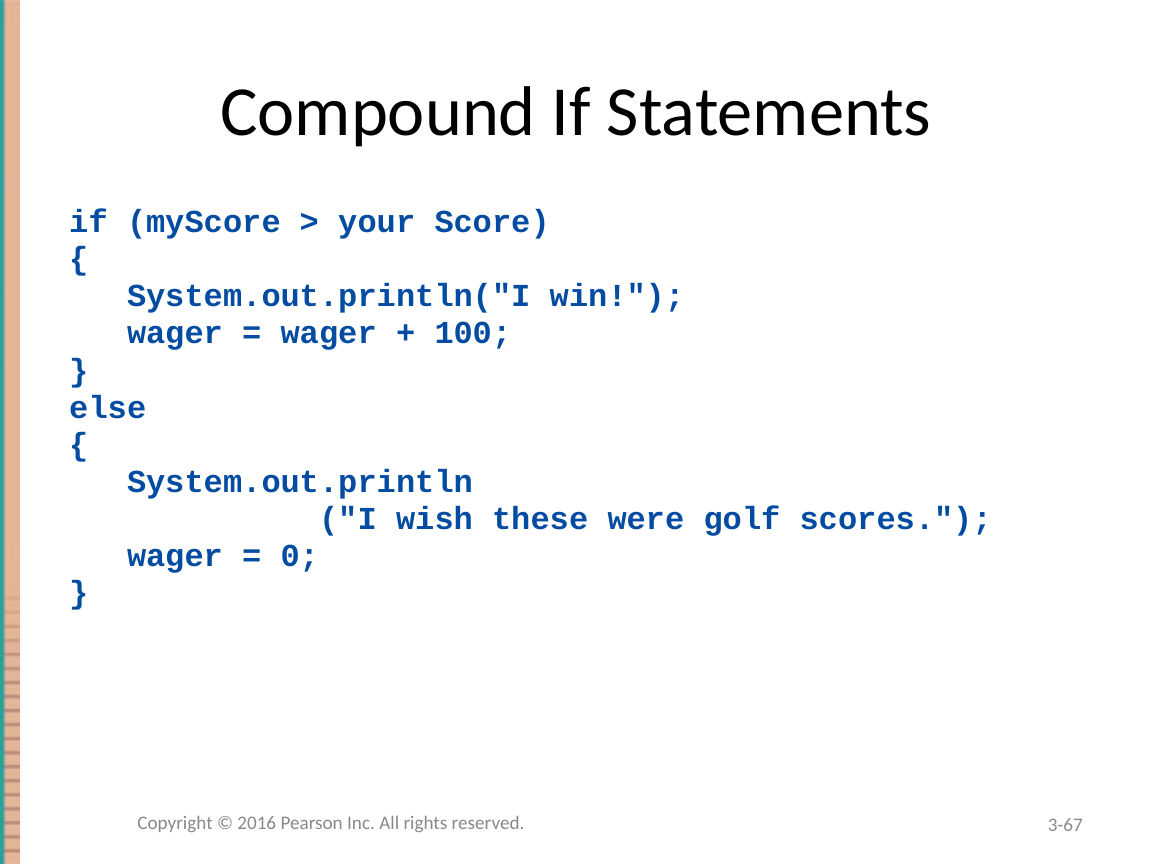 Compound If Statements
if (myScore > your Score)
{
   System.out.println("I win!");
   wager = wager + 100;
}
else
{
   System.out.println
             ("I wish these were golf scores.");
   wager = 0;
}
Copyright © 2016 Pearson Inc. All rights reserved.
3-67